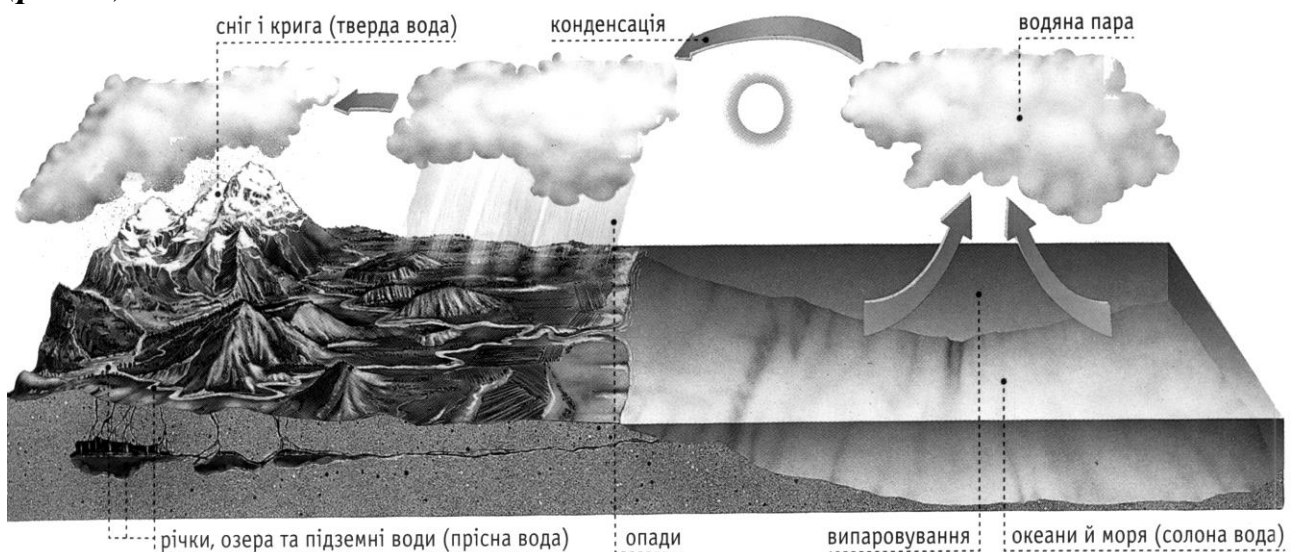 сніг і крига (тверда вода)
конденсація
водяна пара
річки, озера та підземні води (прісна вода)
опади
випаровування
океани й моря (солона вода)